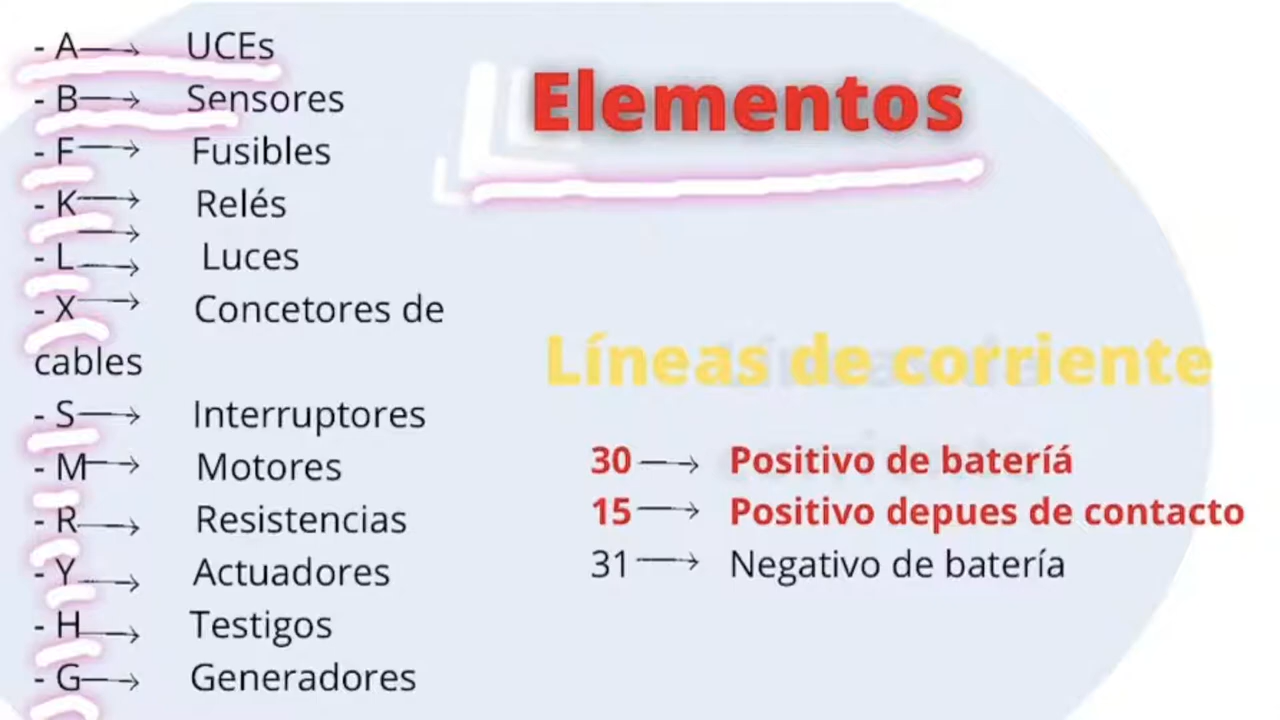 - A → UCEs
- B → Sensores
- F → Fusibles
- K → Relés
- L → Luces
- X → Concetores de
cables
- S → Interruptores
- M → Motores
- R → Resistencias
- Y → Actuadores
- H → Testigos
- G → Generadores
Elementos
Líneas de corriente
30 → Positivo de bateríá
15 → Positivo depues de contacto
31 → Negativo de batería